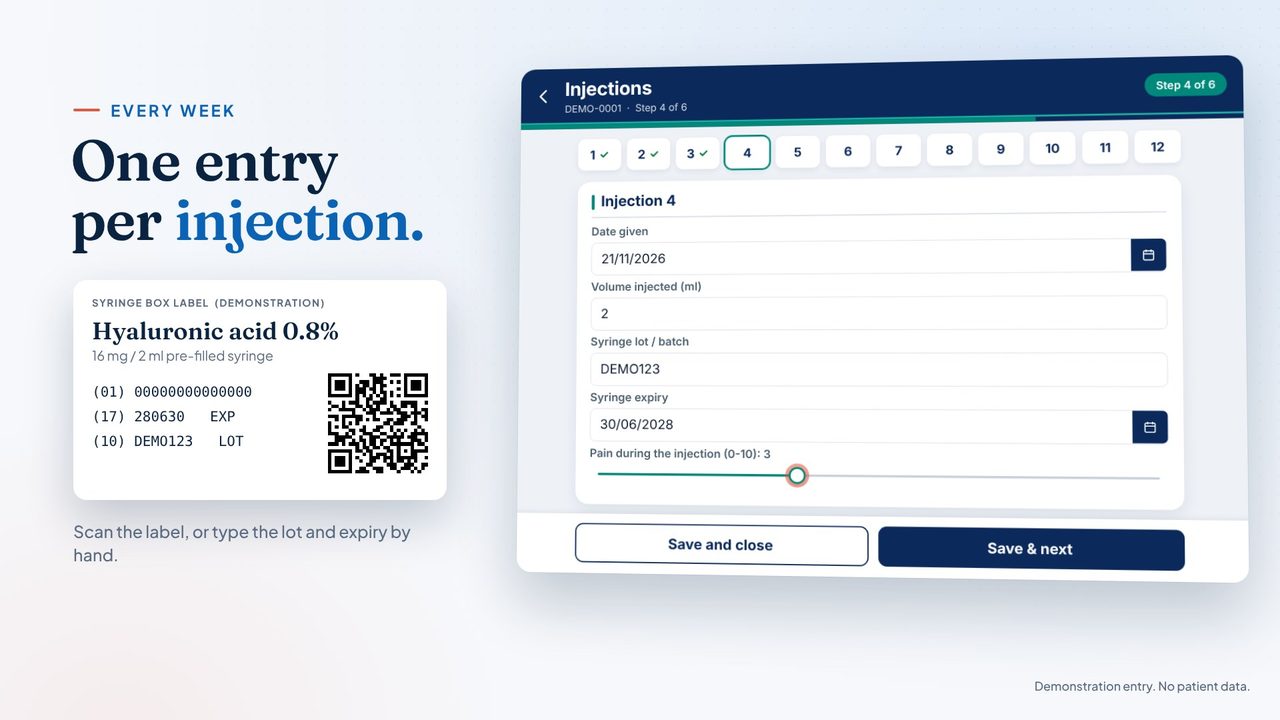 EVERY WEEK
One entry
per injection.
SYRINGE BOX LABEL (DEMONSTRATION)
Hyaluronic acid 0.8%
16 mg / 2 ml pre-filled syringe
(01) 00000000000000
(17) 280630 EXP
(10) DEMO123 LOT
Scan the label, or type the lot and expiry by
hand.
Injections
DEMO-0001 · Step 4 of 6
Step 4 of 6
1 ✓ 2 ✓ 3 ✓ 4 5 6 7 8 9 10 11 12
Injection 4
Date given
21/11/2026
Volume injected (ml)
2
Syringe lot / batch
DEMO123
Syringe expiry
30/06/2028
Pain during the injection (0-10): 3
Save and close
Save & next
Demonstration entry. No patient data.